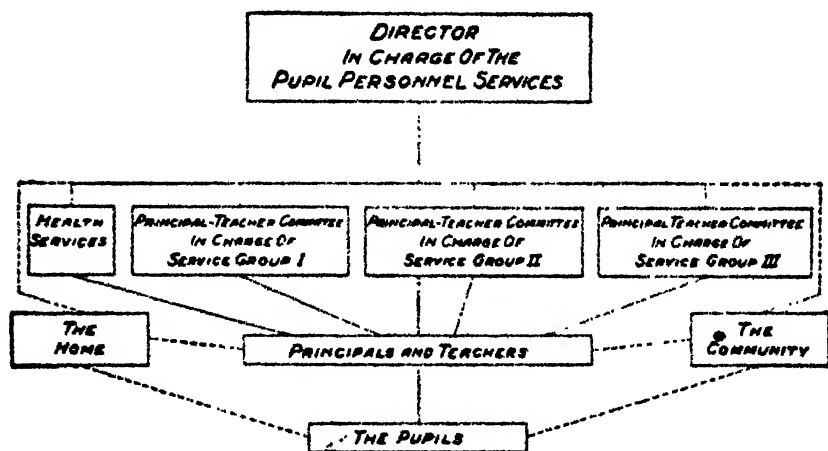 DIRECTOR
IN CHARGE OF THE
PUPIL PERSONNEL SERVICES
HEALTH
SERVICES
PRINCIPAL-TEACHER COMMITTEE
IN CHARGE OF
SERVICE GROUP I
PRINCIPAL-TEACHER COMMITTEE
IN CHARGE OF
SERVICE GROUP II
PRINCIPAL TEACHER COMMITTEE
IN CHARGE OF
SERVICE GROUP III
THE
HOME
PRINCIPALS AND TEACHERS
THE
COMMUNITY
THE PUPILS